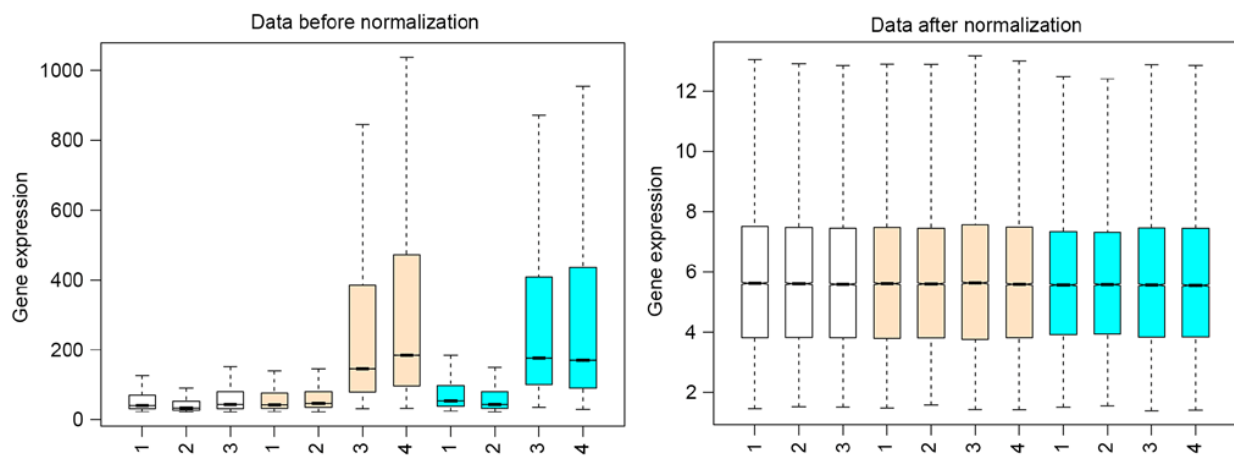 Data before normalization
Gene expression
1000
800
600
400
200
0
1 2 3 1 2 3 4 1 2 3 4
Data after normalization
Gene expression
12
10
8
6
4
2
1 2 3 1 2 3 4 1 2 3 4